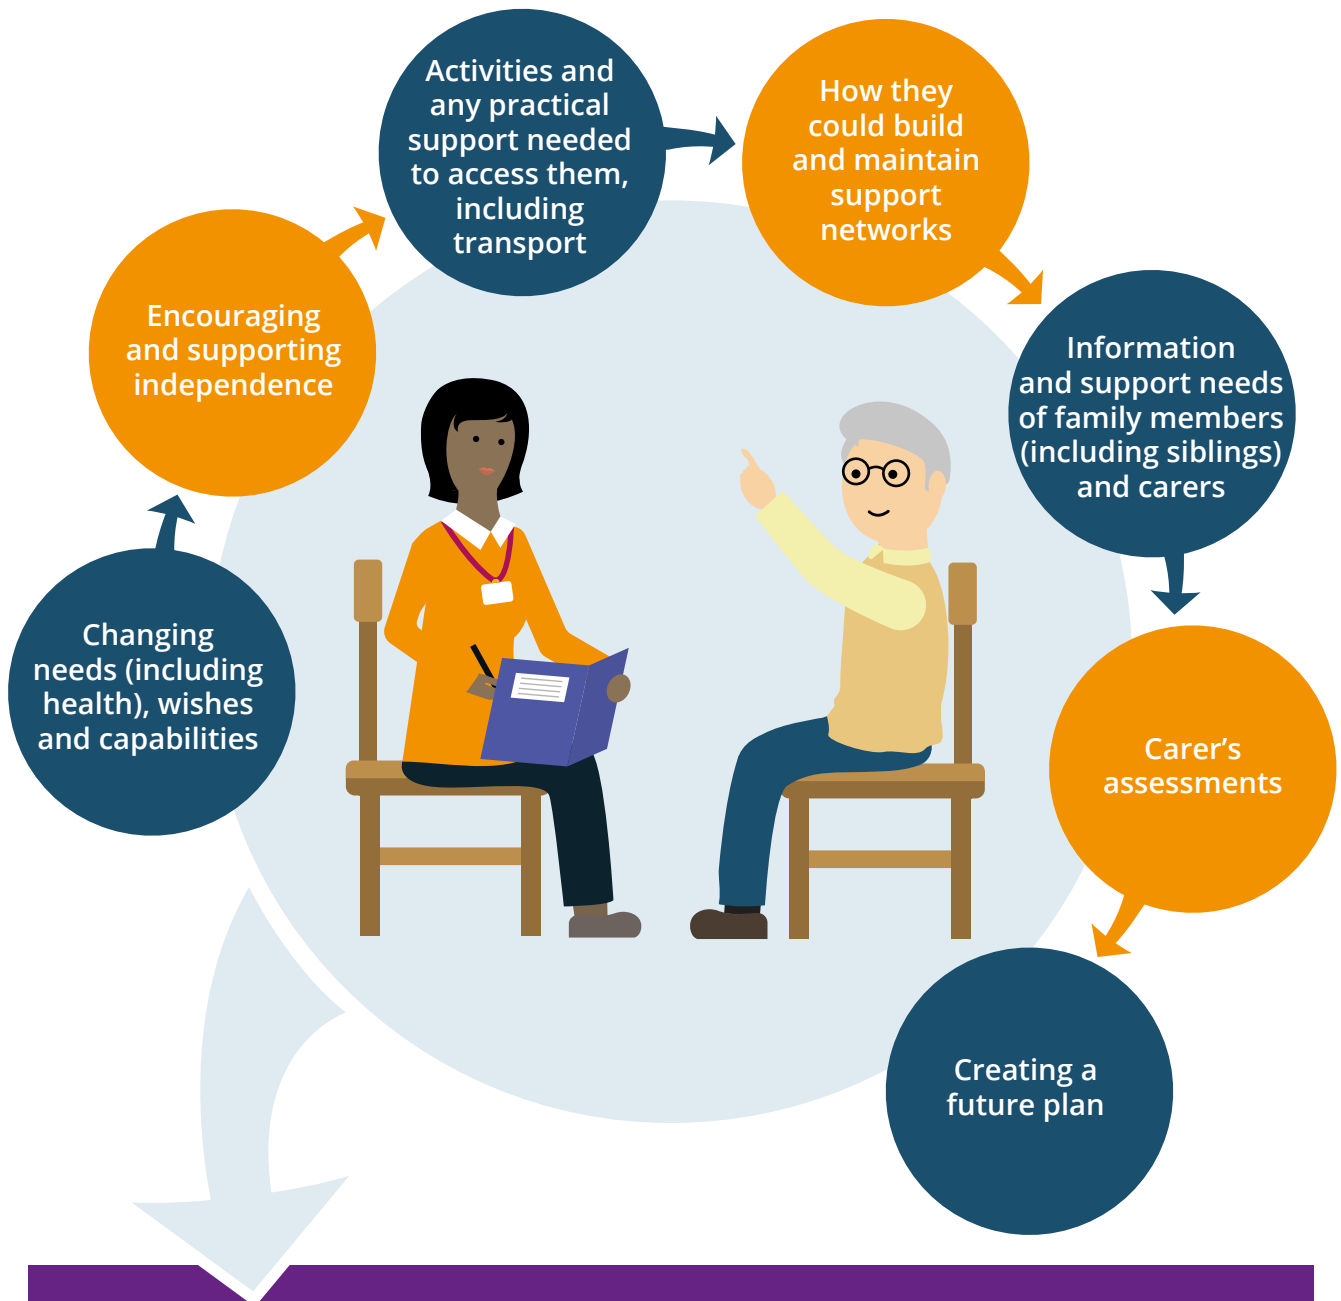 Changing
needs (including
health), wishes
and capabilities
Encouraging
and supporting
independence
Activities and
any practical
support needed
to access them,
including
transport
How they
could build
and maintain
support
networks
Information
and support needs
of family members
(including siblings)
and carers
Carer’s
assessments
Creating a
future plan